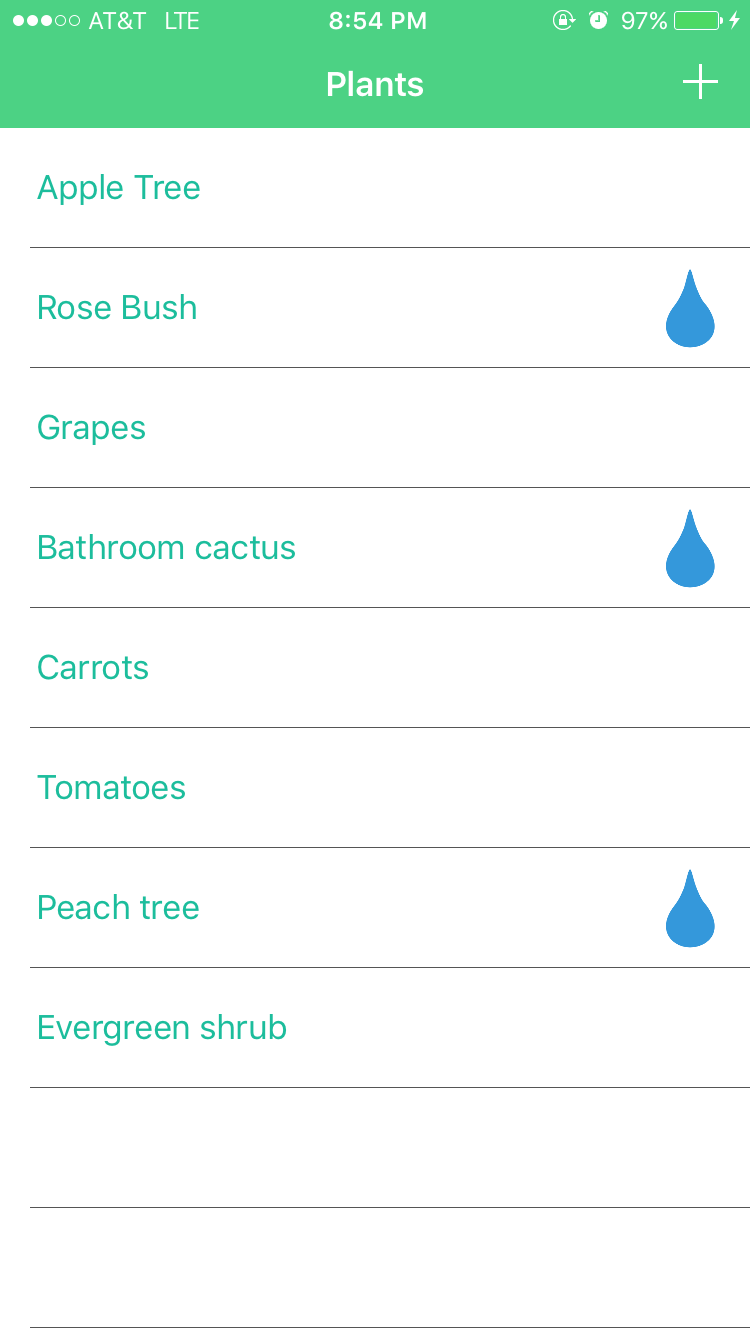 AT&T LTE 8:54 PM 97%
Plants
Apple Tree
Rose Bush
Grapes
Bathroom cactus
Carrots
Tomatoes
Peach tree
Evergreen shrub